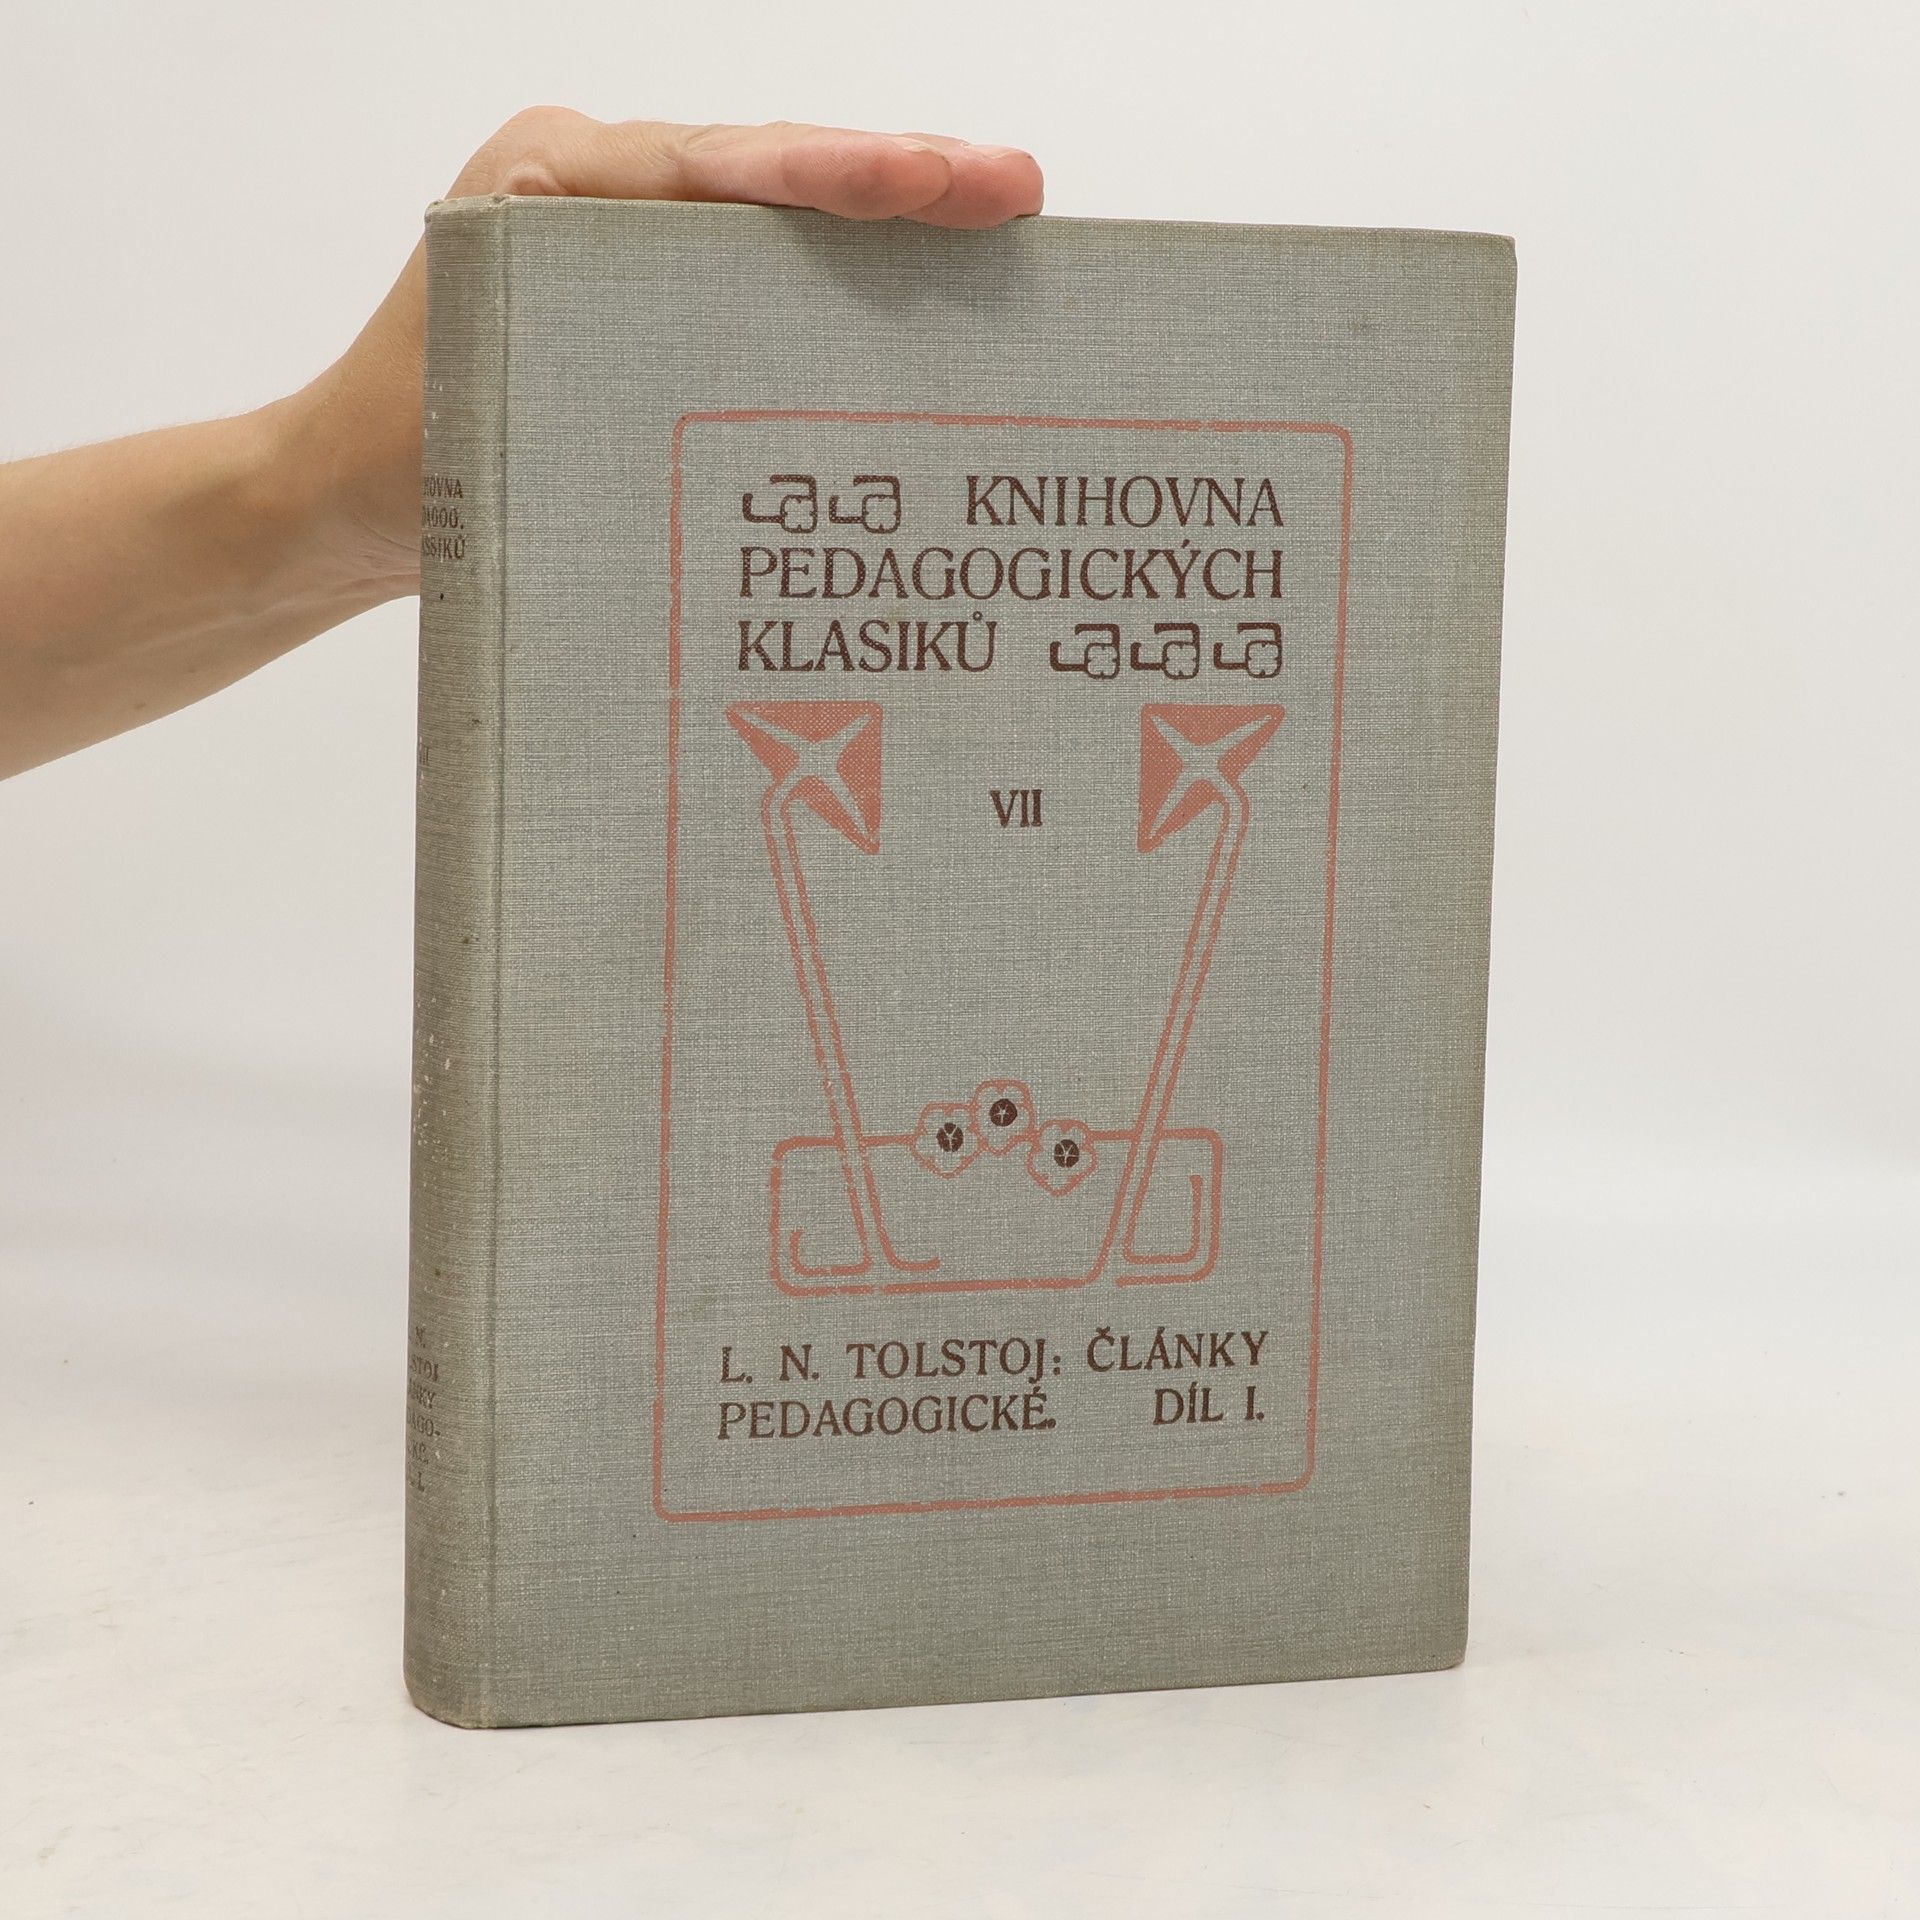 KNIHOVNA
PEDAGOGICKÝCH
KLASIKŮ
VII
L. N. TOLSTOJ: ČLÁNKY
PEDAGOGICKÉ. DÍL I.